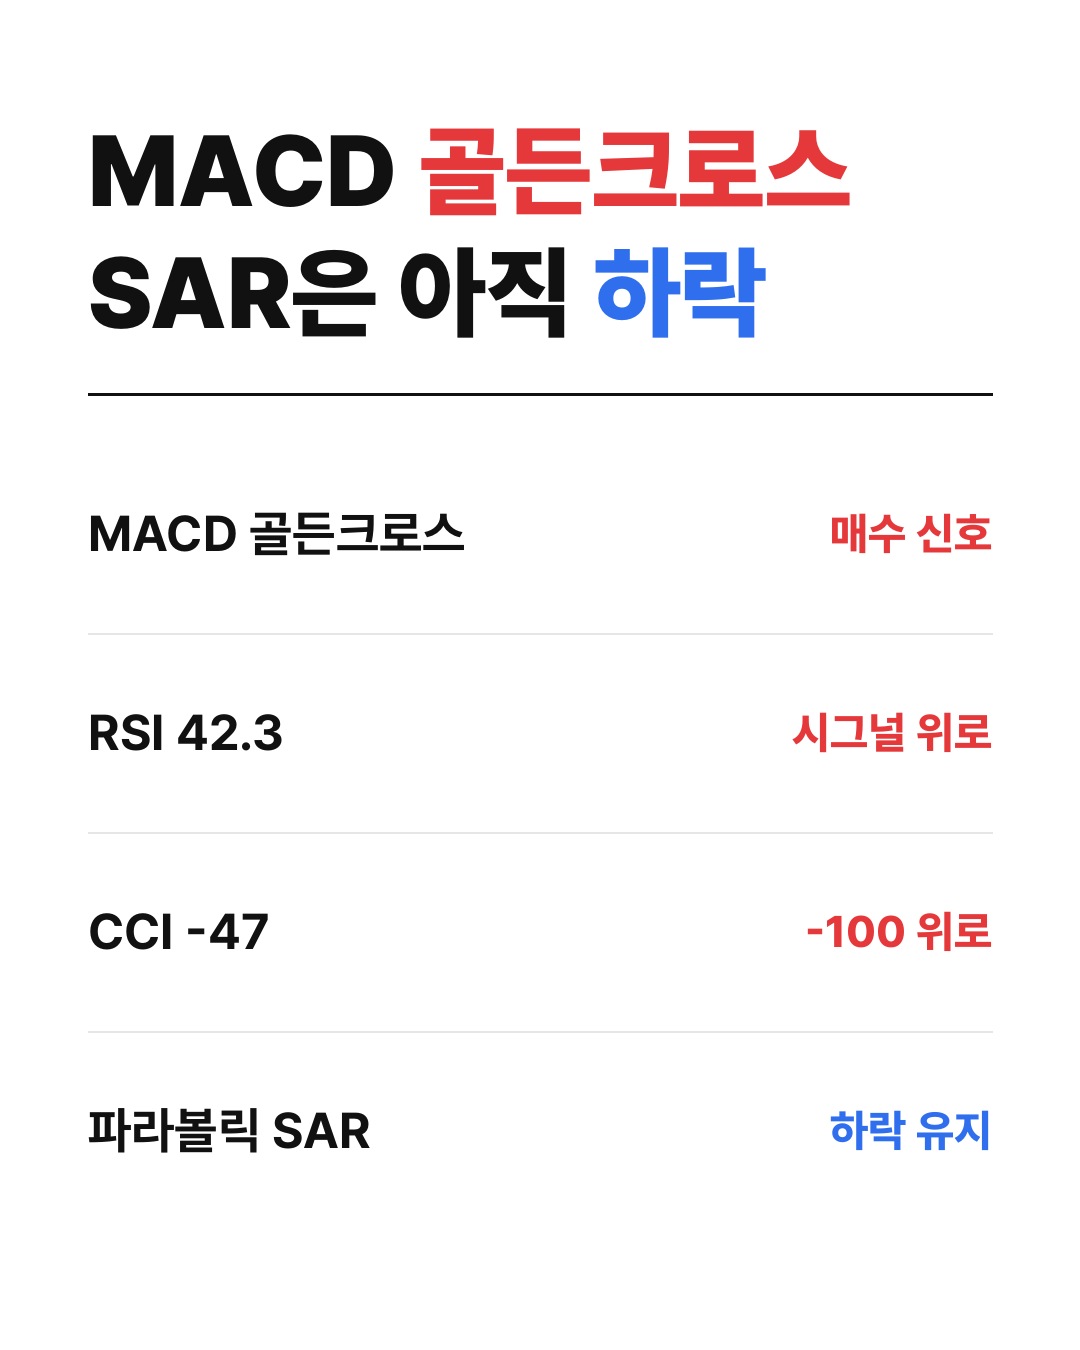 MACD 골든크로스
SAR은 아직 하락
MACD 골든크로스 매수 신호
RSI 42.3 시그널 위로
CCI -47 -100 위로
파라볼릭 SAR 하락 유지